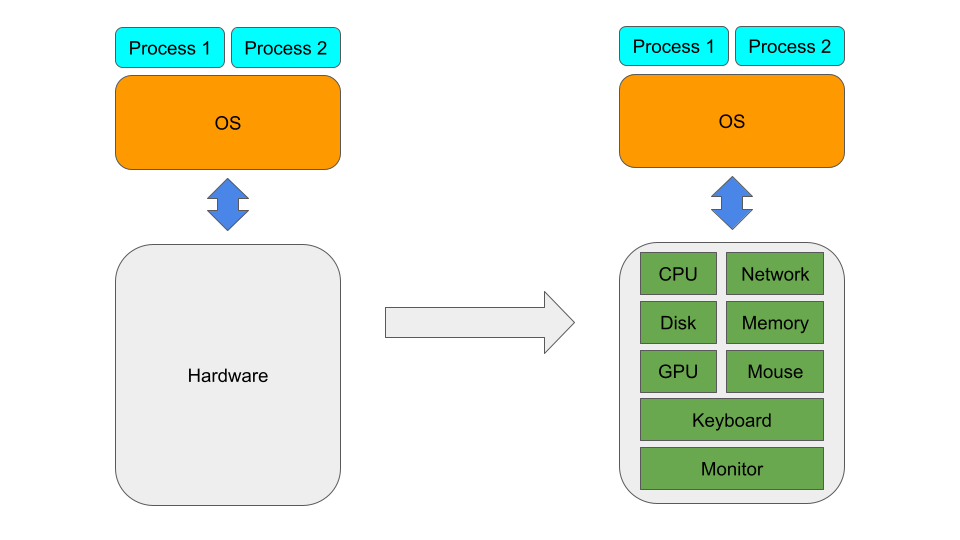 Process 1
Process 2
OS
Hardware
Process 1
Process 2
OS
CPU
Network
Disk
Memory
GPU
Mouse
Keyboard
Monitor